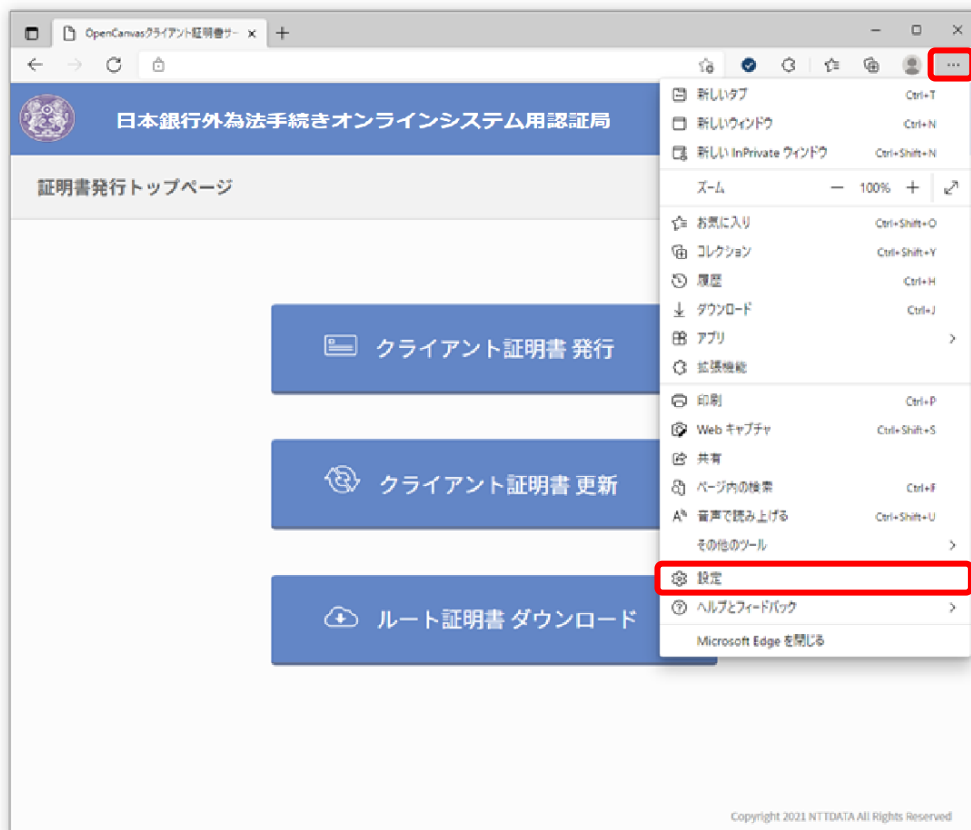 OpenCanvasクライアント証明書サー
日本銀行外為法手続きオンラインシステム用認証局
証明書発行トップページ
クライアント証明書 発行
クライアント証明書 更新
ルート証明書 ダウンロード
新しいタブ Ctrl+T
新しいウィンドウ Ctrl+N
新しい InPrivate ウィンドウ Ctrl+Shift+N
ズーム 100%
お気に入り Ctrl+Shift+O
コレクション Ctrl+Shift+Y
履歴 Ctrl+H
ダウンロード Ctrl+J
アプリ
拡張機能
印刷 Ctrl+P
Web キャプチャ Ctrl+Shift+S
共有
ページ内の検索 Ctrl+F
音声で読み上げる Ctrl+Shift+U
その他のツール
設定
ヘルプとフィードバック
Microsoft Edge を閉じる
Copyright 2021 NTTDATA All Rights Reserved